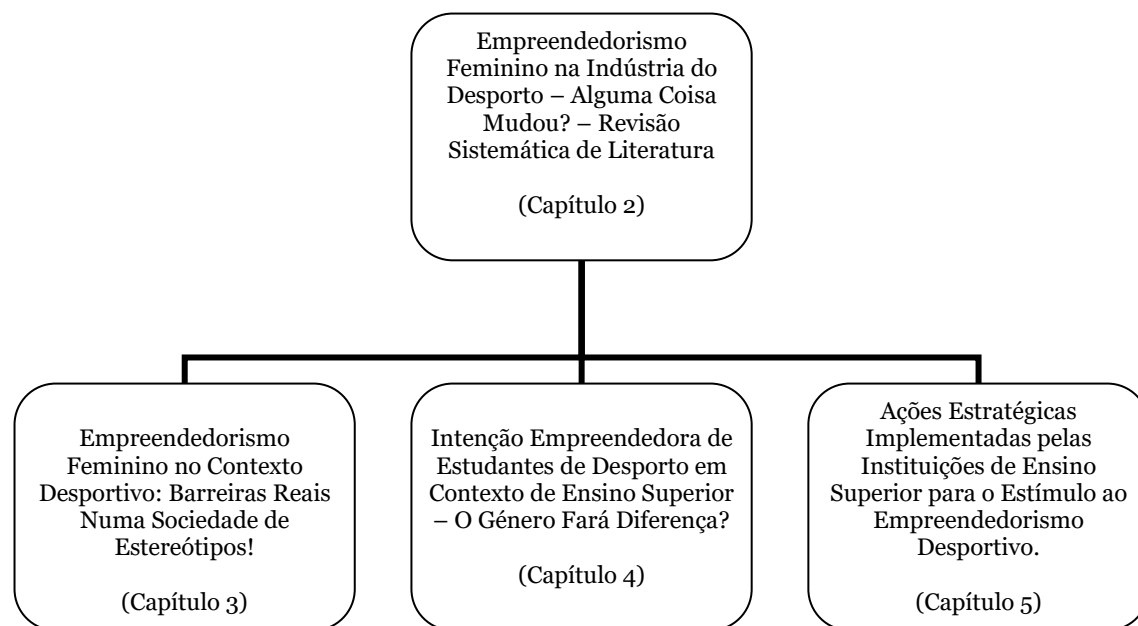 Empreendedorismo
Feminino na Indústria do
Desporto – Alguma Coisa
Mudou? – Revisão
Sistemática de Literatura
(Capítulo 2)
Empreendedorismo
Feminino no Contexto
Desportivo: Barreiras Reais
Numa Sociedade de
Estereótipos!
(Capítulo 3)
Intenção Empreendedora de
Estudantes de Desporto em
Contexto de Ensino Superior
– O Género Fará Diferença?
(Capítulo 4)
Ações Estratégicas
Implementadas pelas
Instituições de Ensino
Superior para o Estímulo ao
Empreendedorismo
Desportivo.
(Capítulo 5)